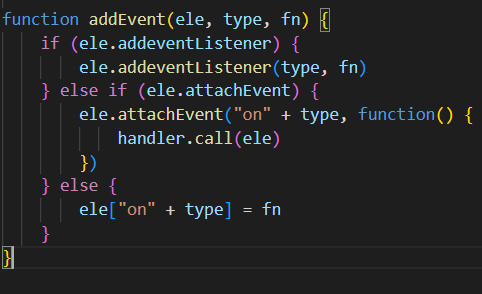 function addEvent(ele, type, fn) {
    if (ele.addeventListener) {
        ele.addeventListener(type, fn)
    } else if (ele.attachEvent) {
        ele.attachEvent("on" + type, function() {
            handler.call(ele)
        })
    } else {
        ele["on" + type] = fn
    }
}